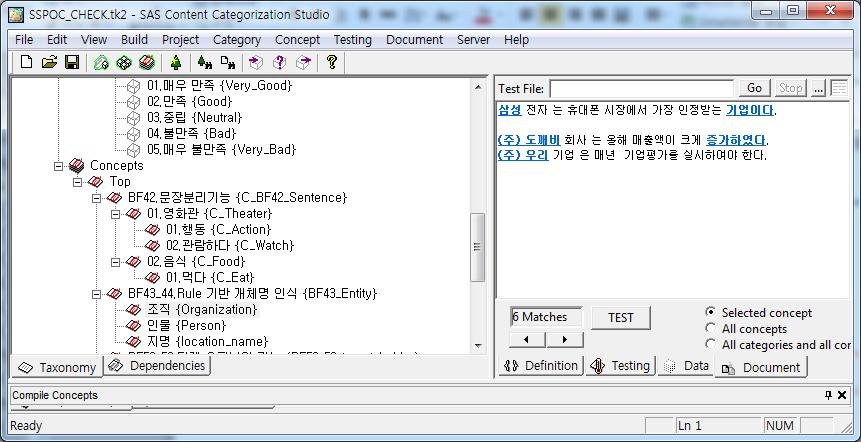 SSPOC_CHECK.tk2 - SAS Content Categorization Studio
File Edit View Build Project Category Concept Testing Document Server Help
01.매우 만족 {Very_Good}
02.만족 {Good}
03.중립 {Neutral}
04.불만족 {Bad}
05.매우 불만족 {Very_Bad}
Concepts
Top
BF42.문장분리기능 {C_BF42_Sentence}
01.영화관 {C_Theater}
01.행동 {C_Action}
02.관람하다 {C_Watch}
02.음식 {C_Food}
01.먹다 {C_Eat}
BF43_44.Rule 기반 개체명 인식 {BF43_Entity}
조직 {Organization}
인물 {Person}
지명 {location_name}
Taxonomy Dependencies
Test File: Go Stop ...
삼성 전자 는 휴대폰 시장에서 가장 인정받는 기업이다.
(주) 도깨비 회사 는 올해 매출액이 크게 증가하였다.
(주) 우리 기업 은 매년 기업평가를 실시하여야 한다.
6 Matches TEST
Selected concept
All concepts
All categories and all cor
Definition Testing Data Document
Compile Concepts
Ready Ln 1 NUM